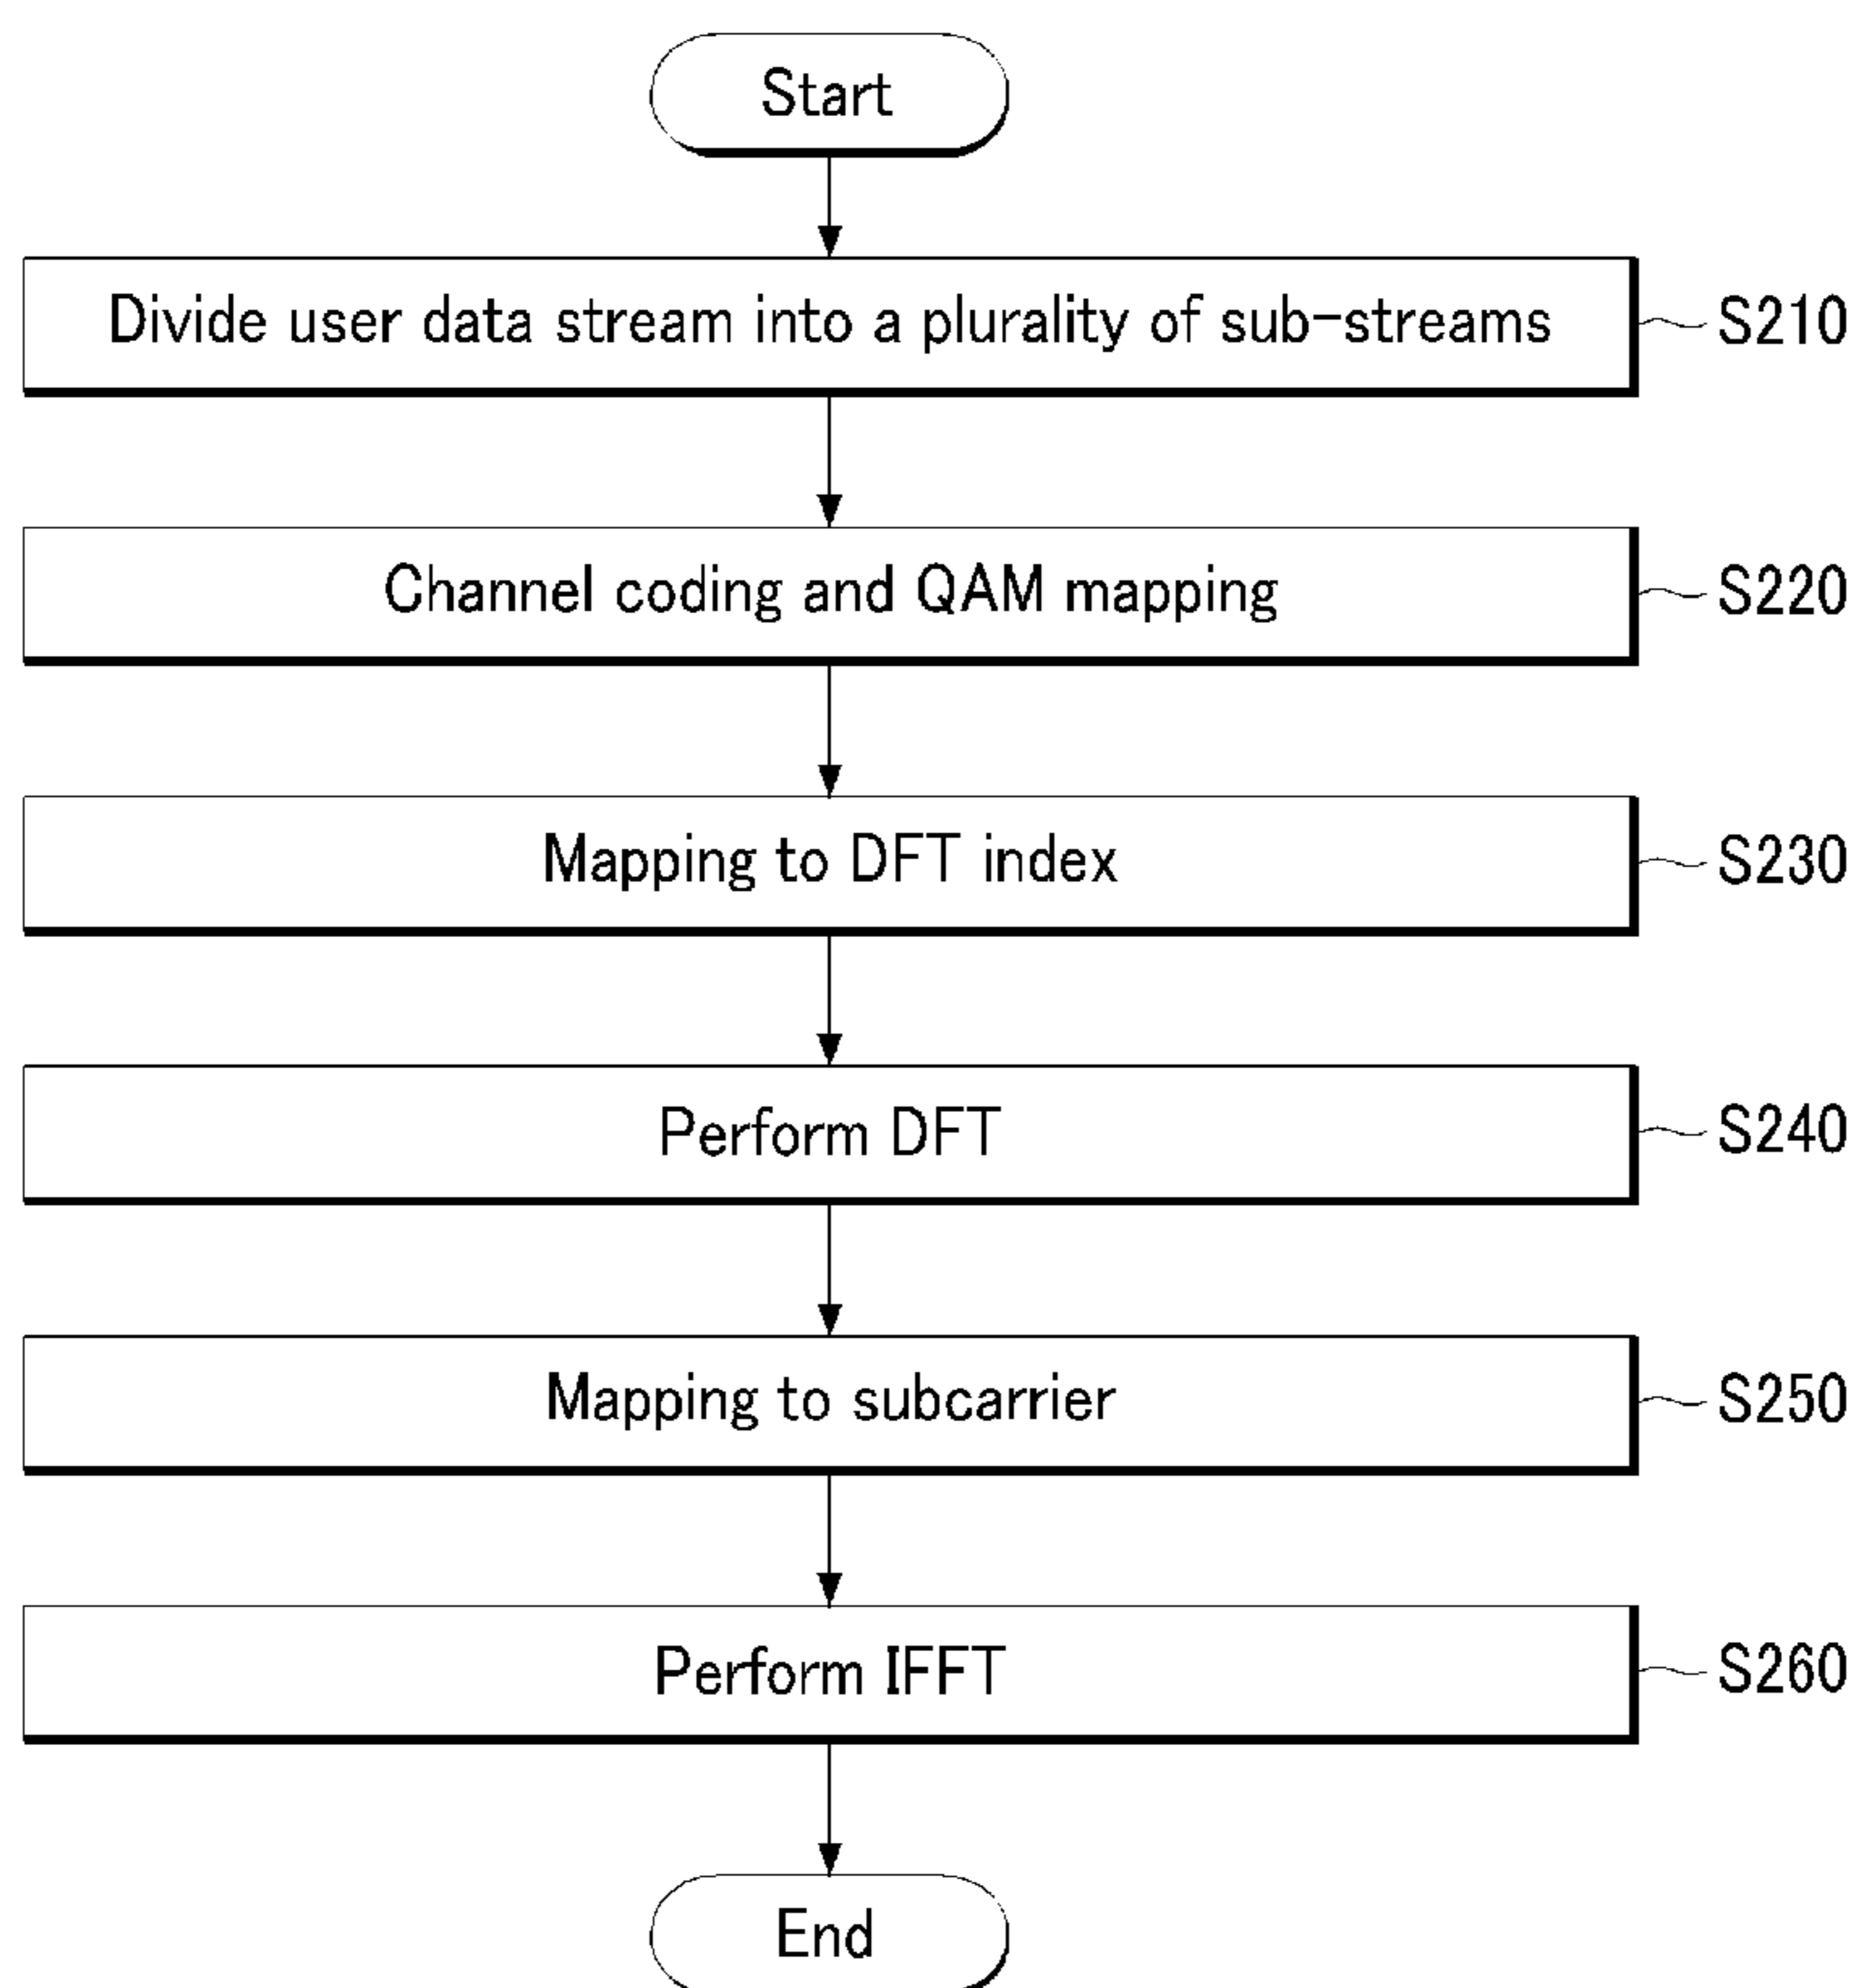 Start
Divide user data stream into a plurality of sub-streams
S210
Channel coding and QAM mapping
S220
Mapping to DFT index
S230
Perform DFT
S240
Mapping to subcarrier
S250
Perform IFFT
S260
End